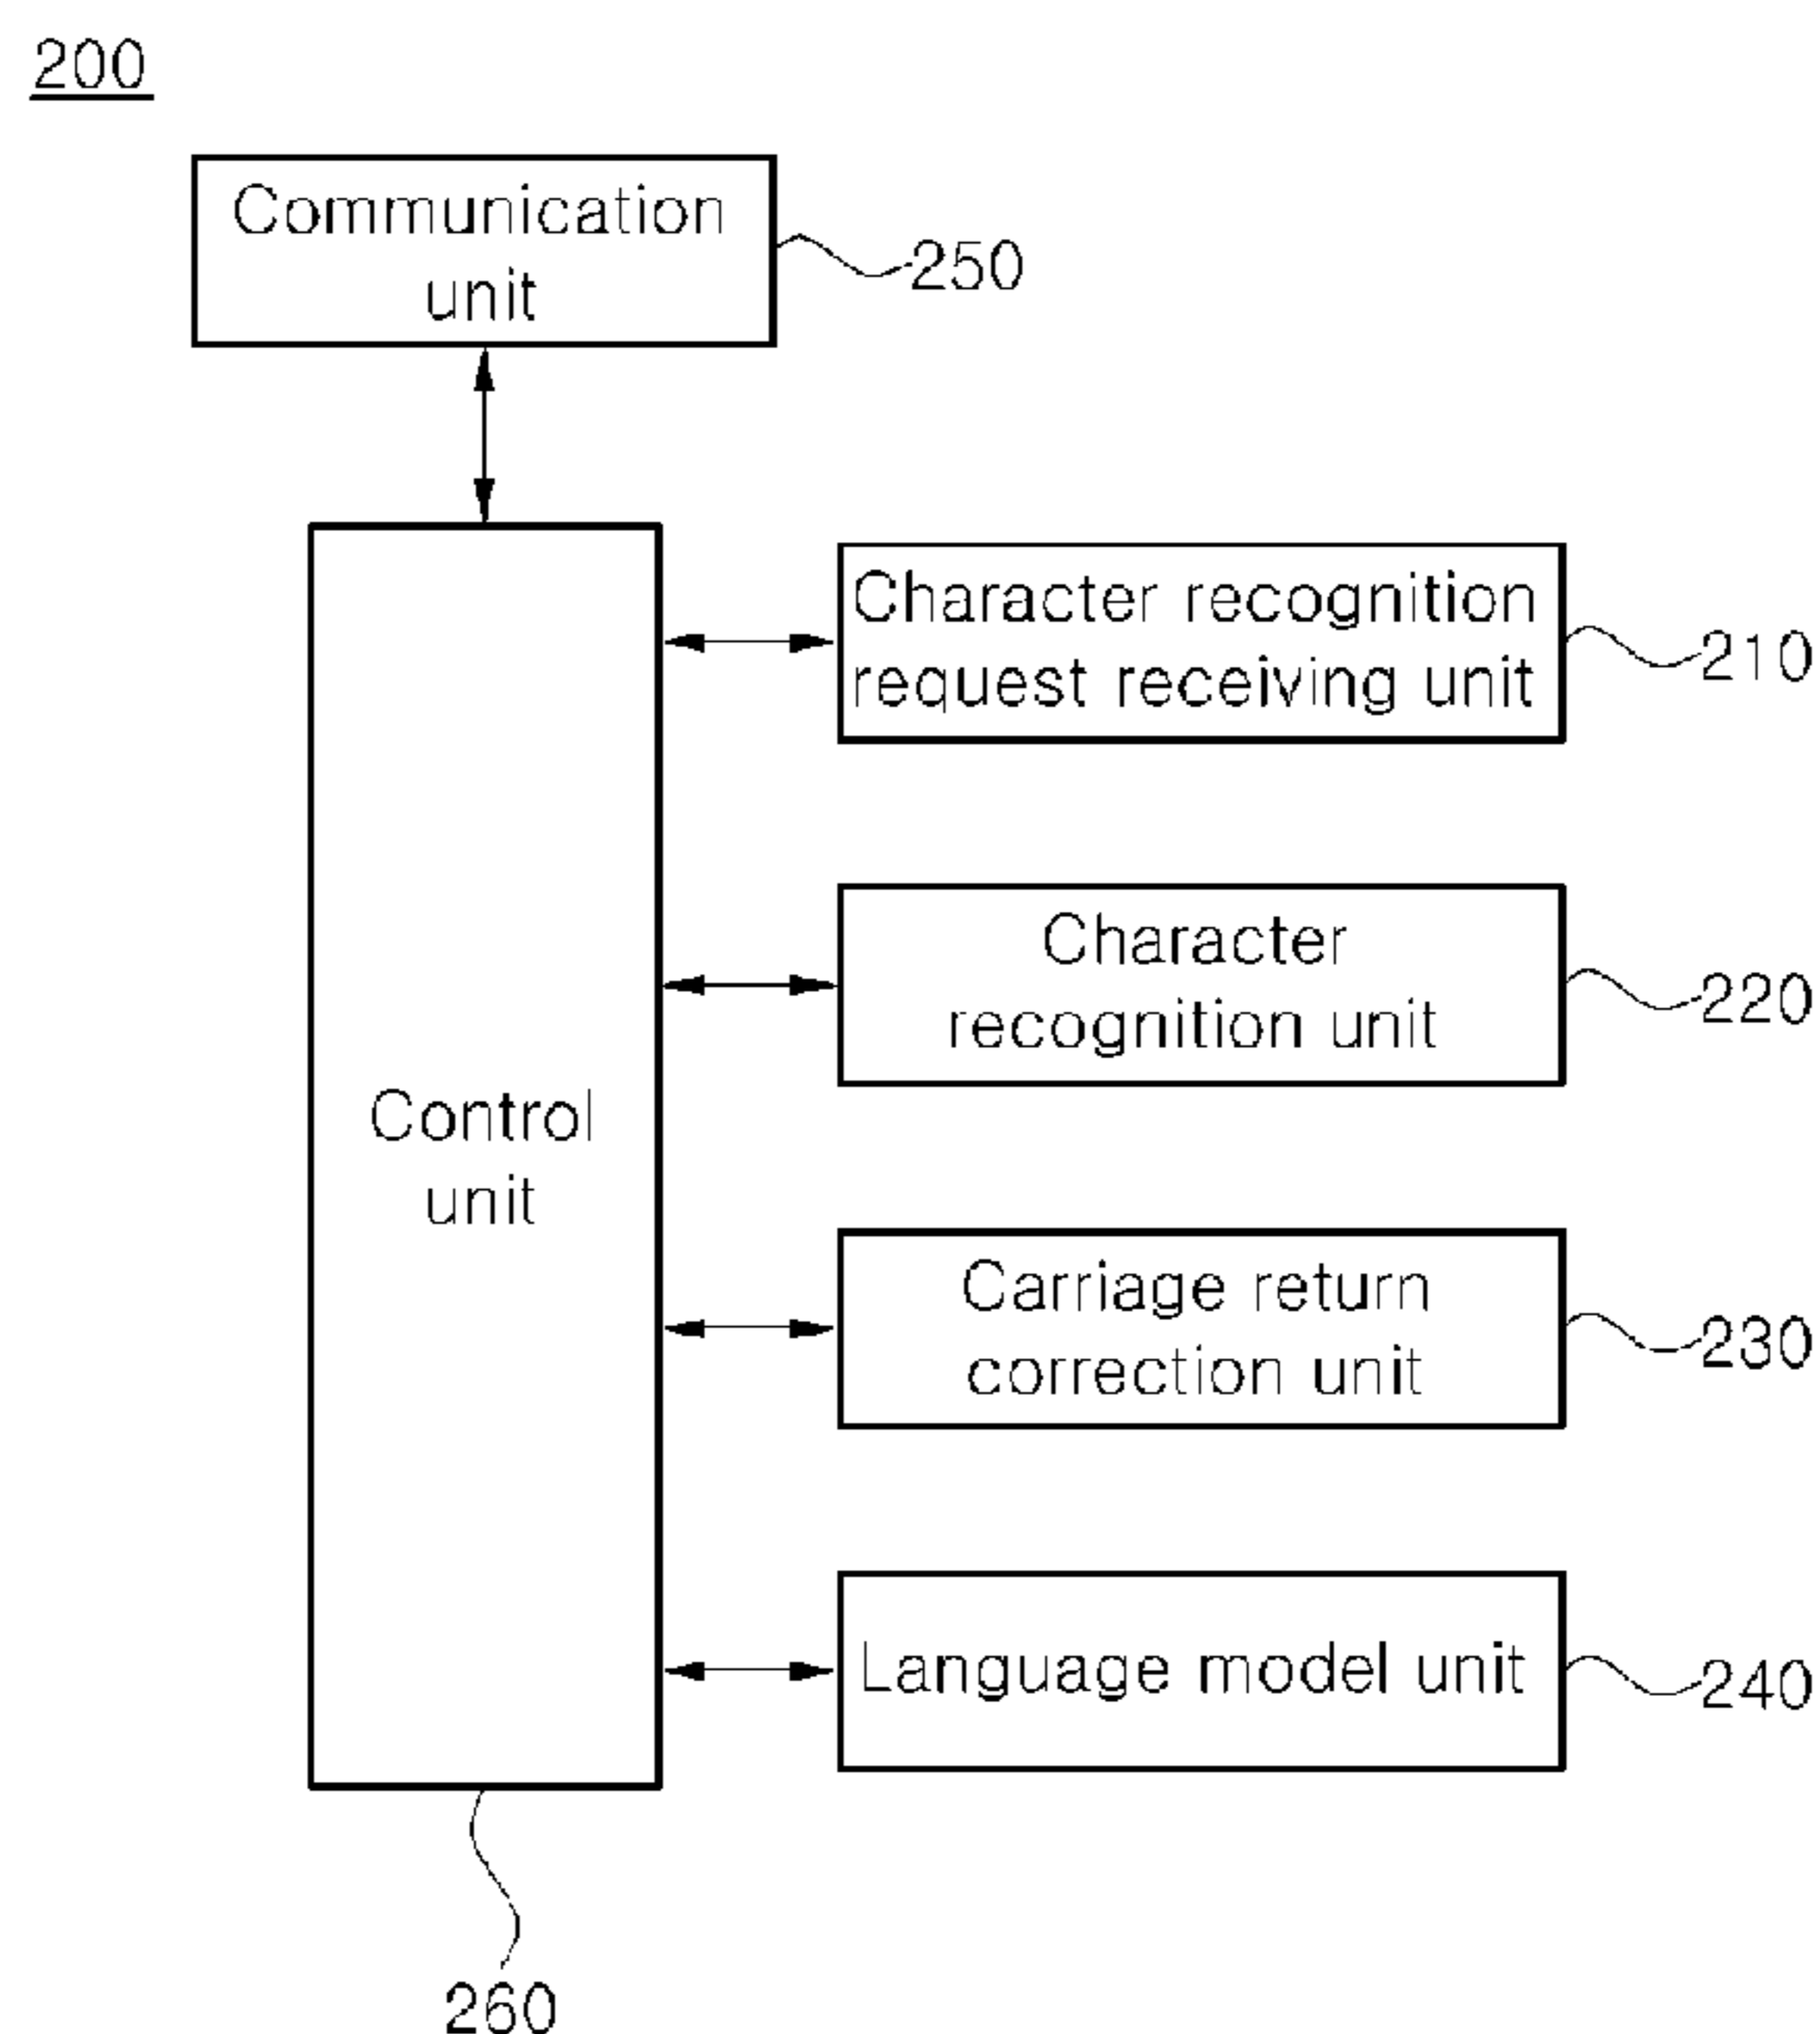 200
Communication
unit
250
Character recognition
request receiving unit
210
Character
recognition unit
220
Control
unit
Carriage return
correction unit
230
Language model unit
240
260